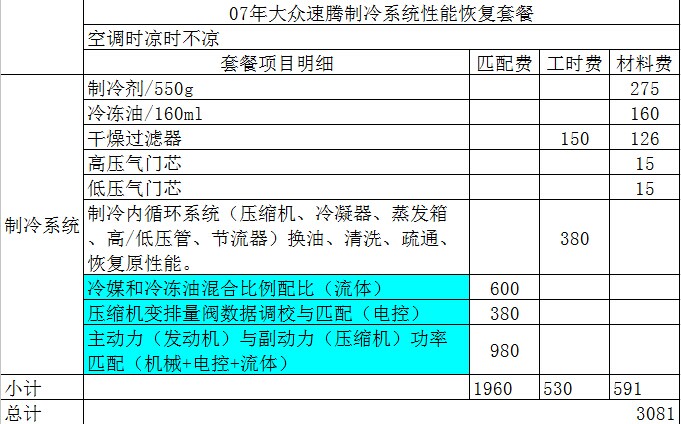 07年大众速腾制冷系统性能恢复套餐
空调时凉时不凉
套餐项目明细 匹配费 工时费 材料费
制冷剂/550g 275
冷冻油/160ml 160
干燥过滤器 150 126
高压气门芯 15
低压气门芯 15
制冷系统
制冷内循环系统（压缩机、冷凝器、蒸发箱
、高/低压管、节流器）换油、清洗、疏通、
恢复原性能。
380
冷媒和冷冻油混合比例配比（流体） 600
压缩机变排量阀数据调校与匹配（电控） 380
主动力（发动机）与副动力（压缩机）功率
匹配（机械+电控+流体）
980
小计 1960 530 591
总计 3081